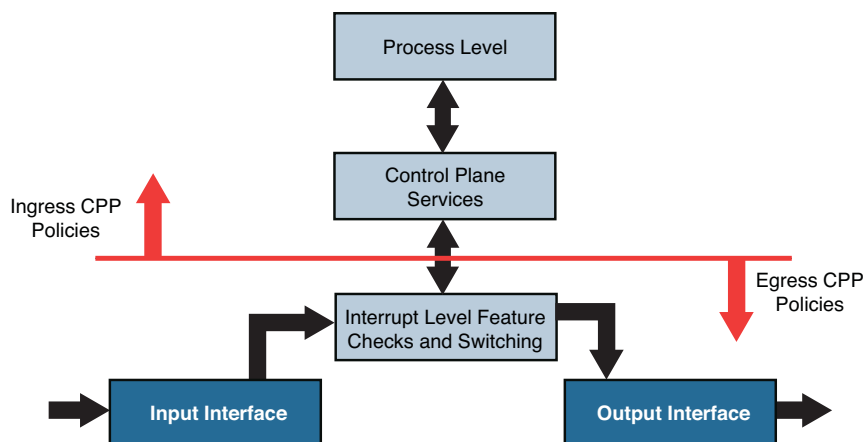 Process Level
Control Plane
Services
Ingress CPP
Policies
Egress CPP
Policies
Interrupt Level Feature
Checks and Switching
Input Interface
Output Interface